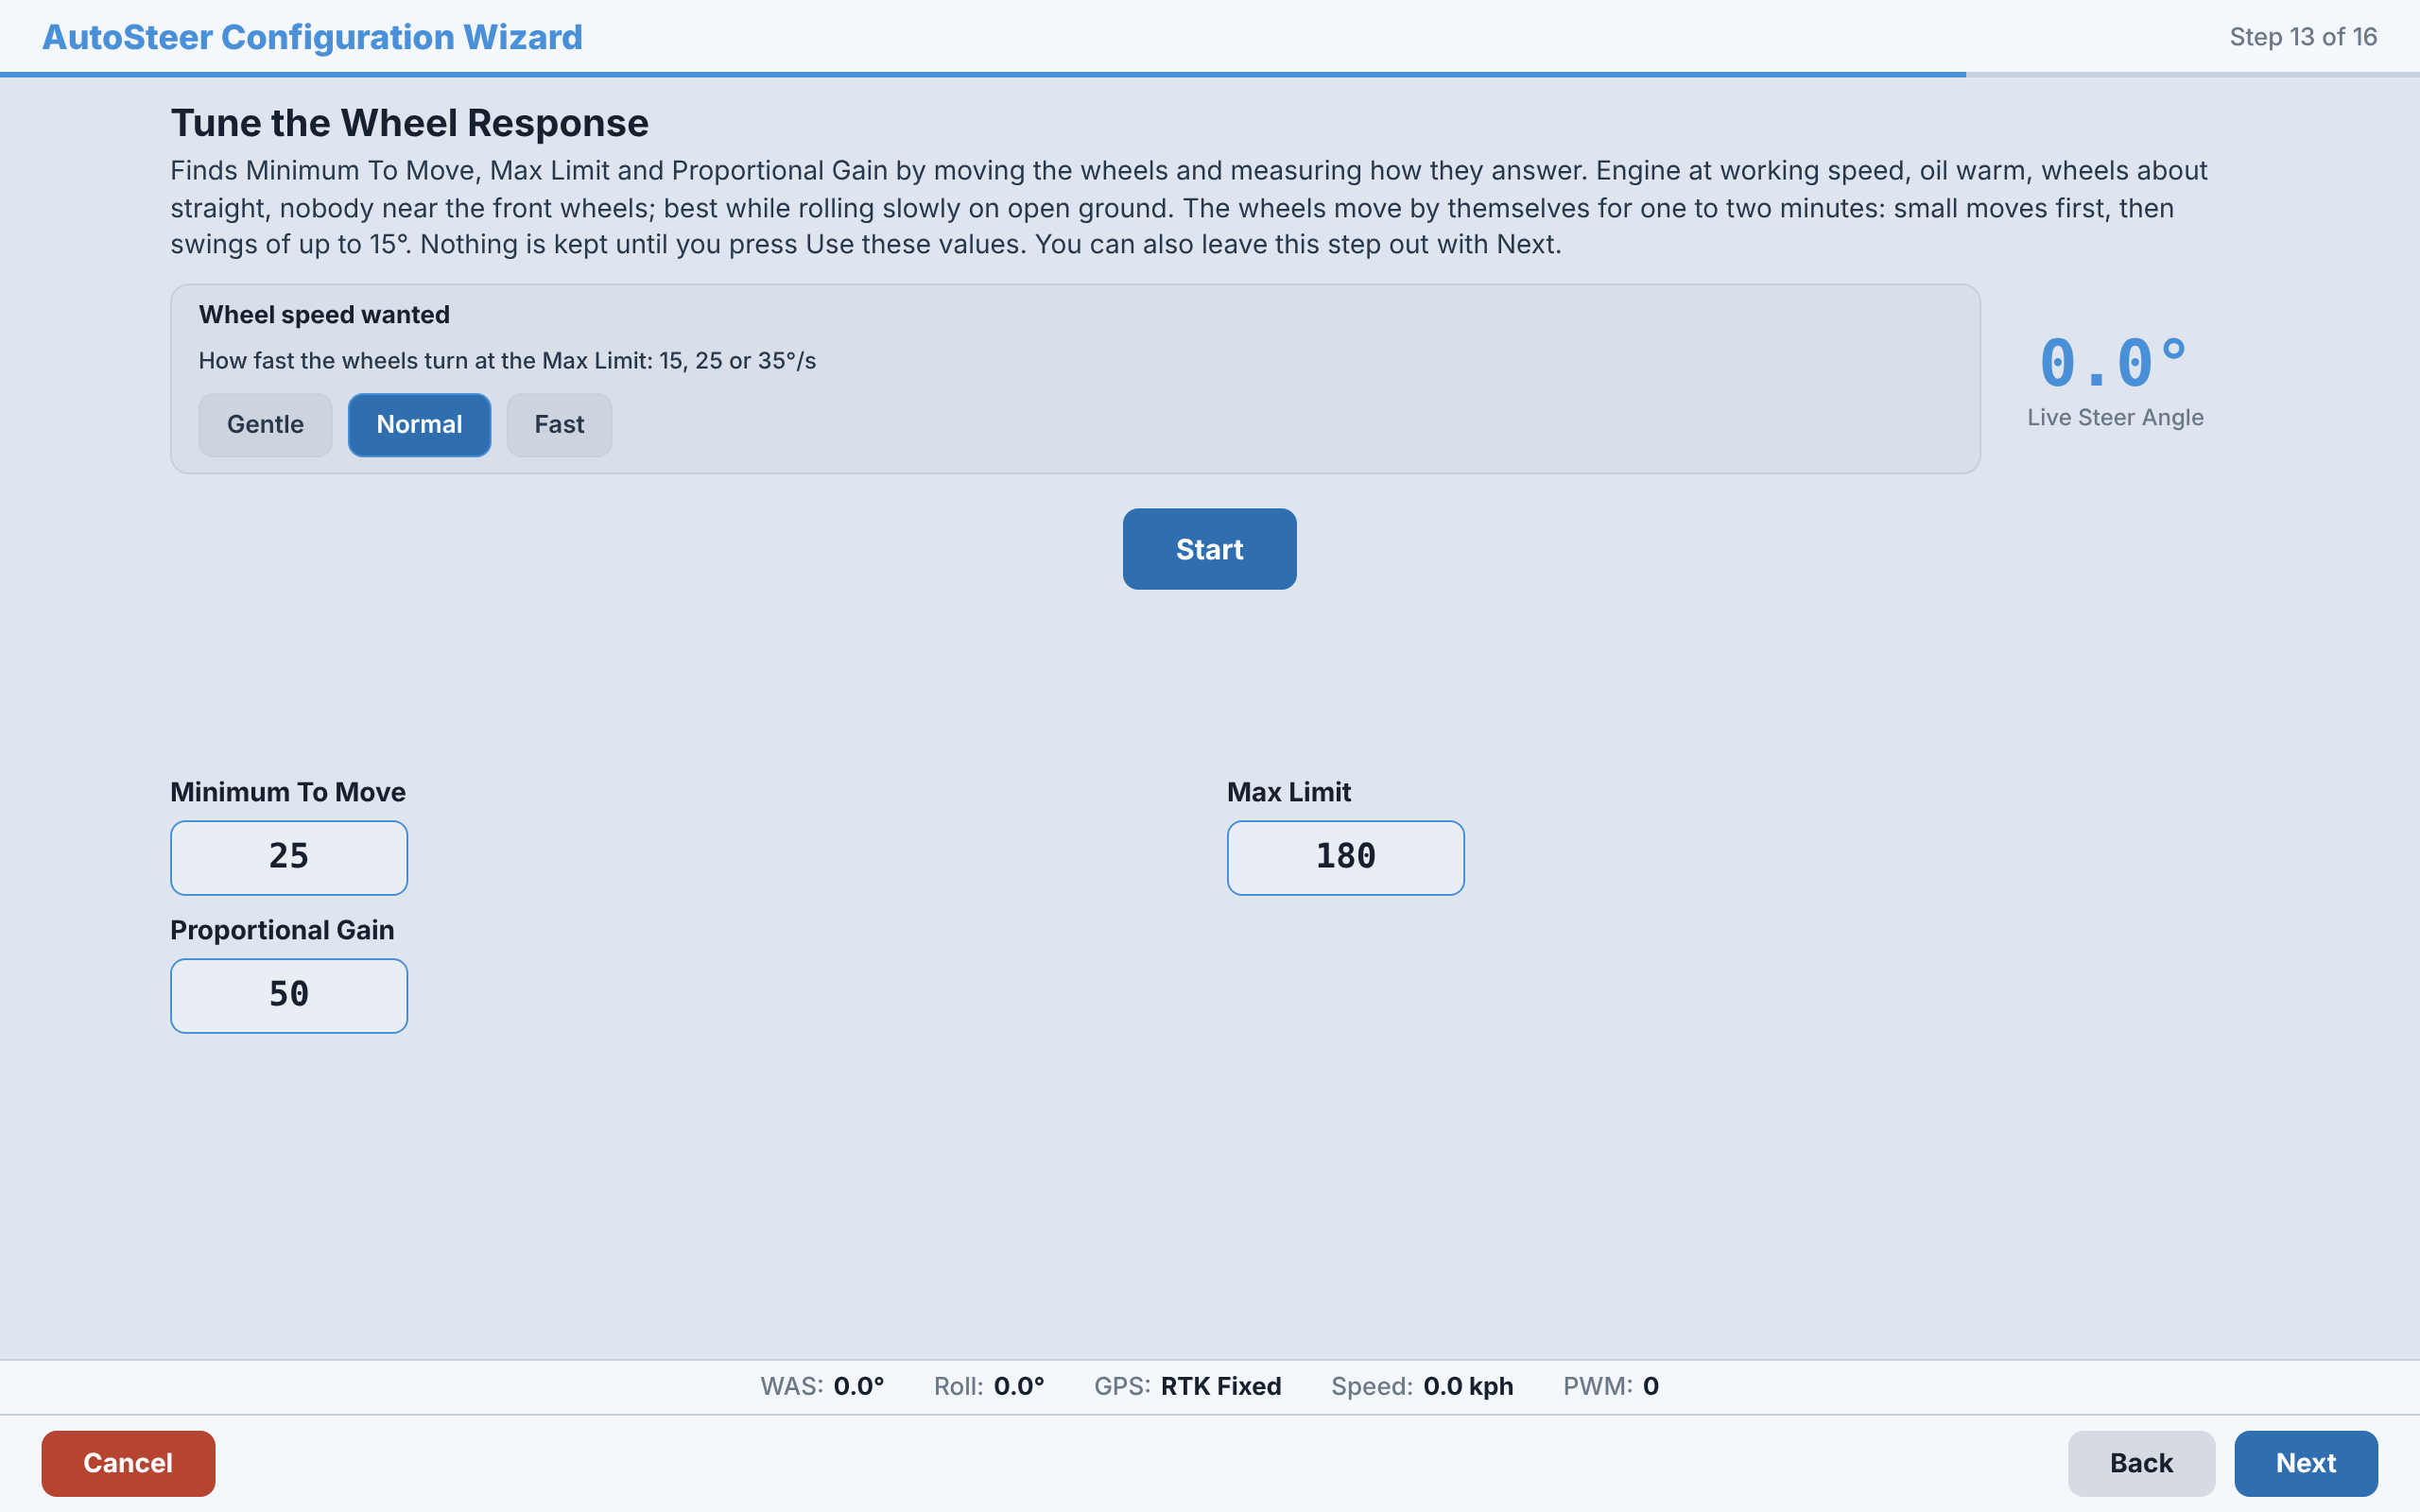 AutoSteer Configuration Wizard
Step 13 of 16
Tune the Wheel Response
Finds Minimum To Move, Max Limit and Proportional Gain by moving the wheels and measuring how they answer. Engine at working speed, oil warm, wheels about
straight, nobody near the front wheels; best while rolling slowly on open ground. The wheels move by themselves for one to two minutes: small moves first, then
swings of up to 15°. Nothing is kept until you press Use these values. You can also leave this step out with Next.
Wheel speed wanted
How fast the wheels turn at the Max Limit: 15, 25 or 35°/s
Gentle Normal Fast
0.0°
Live Steer Angle
Start
Minimum To Move
25
Max Limit
180
Proportional Gain
50
WAS: 0.0° Roll: 0.0° GPS: RTK Fixed Speed: 0.0 kph PWM: 0
Cancel Back Next